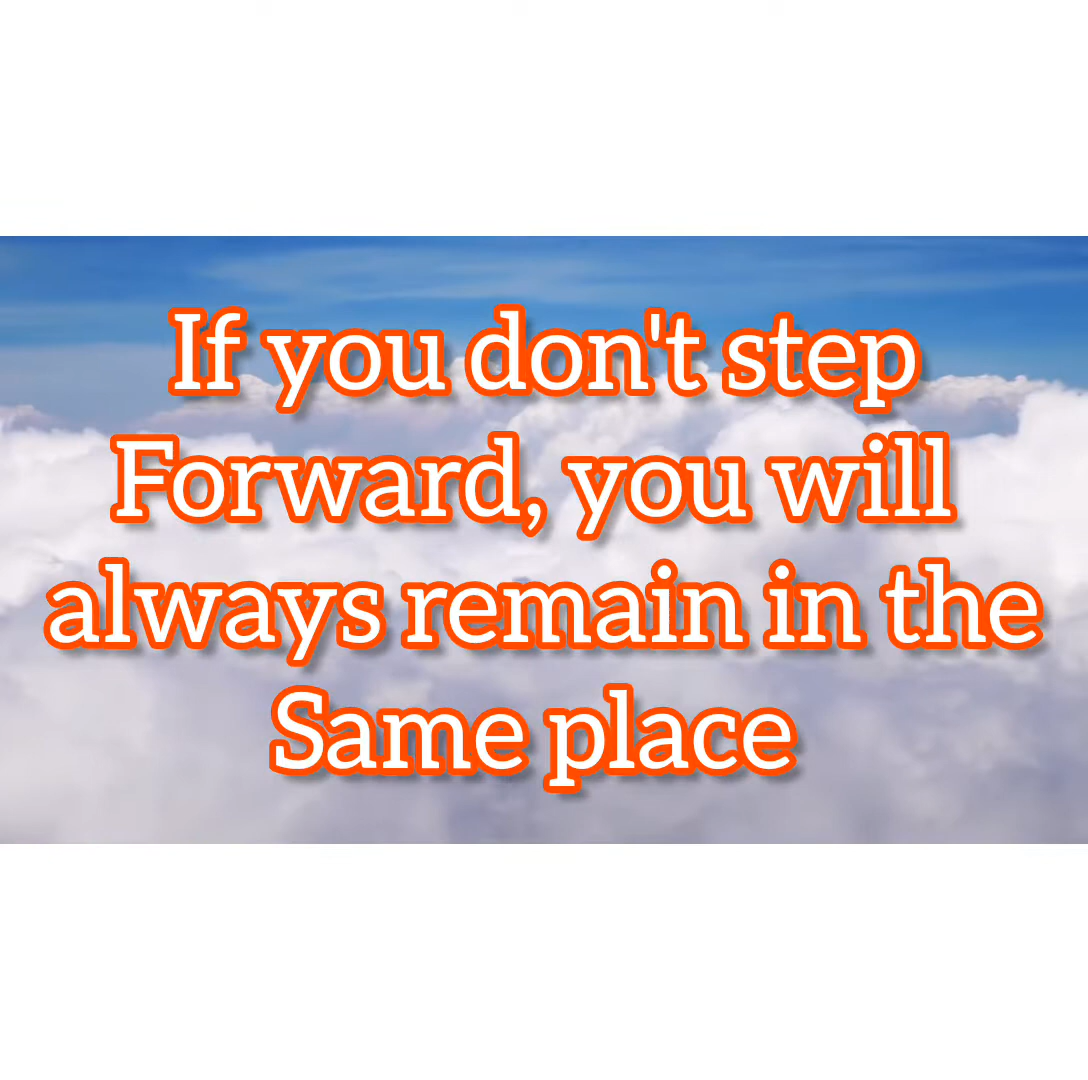 If you don't step
Forward, you will
always remain in the
Same place